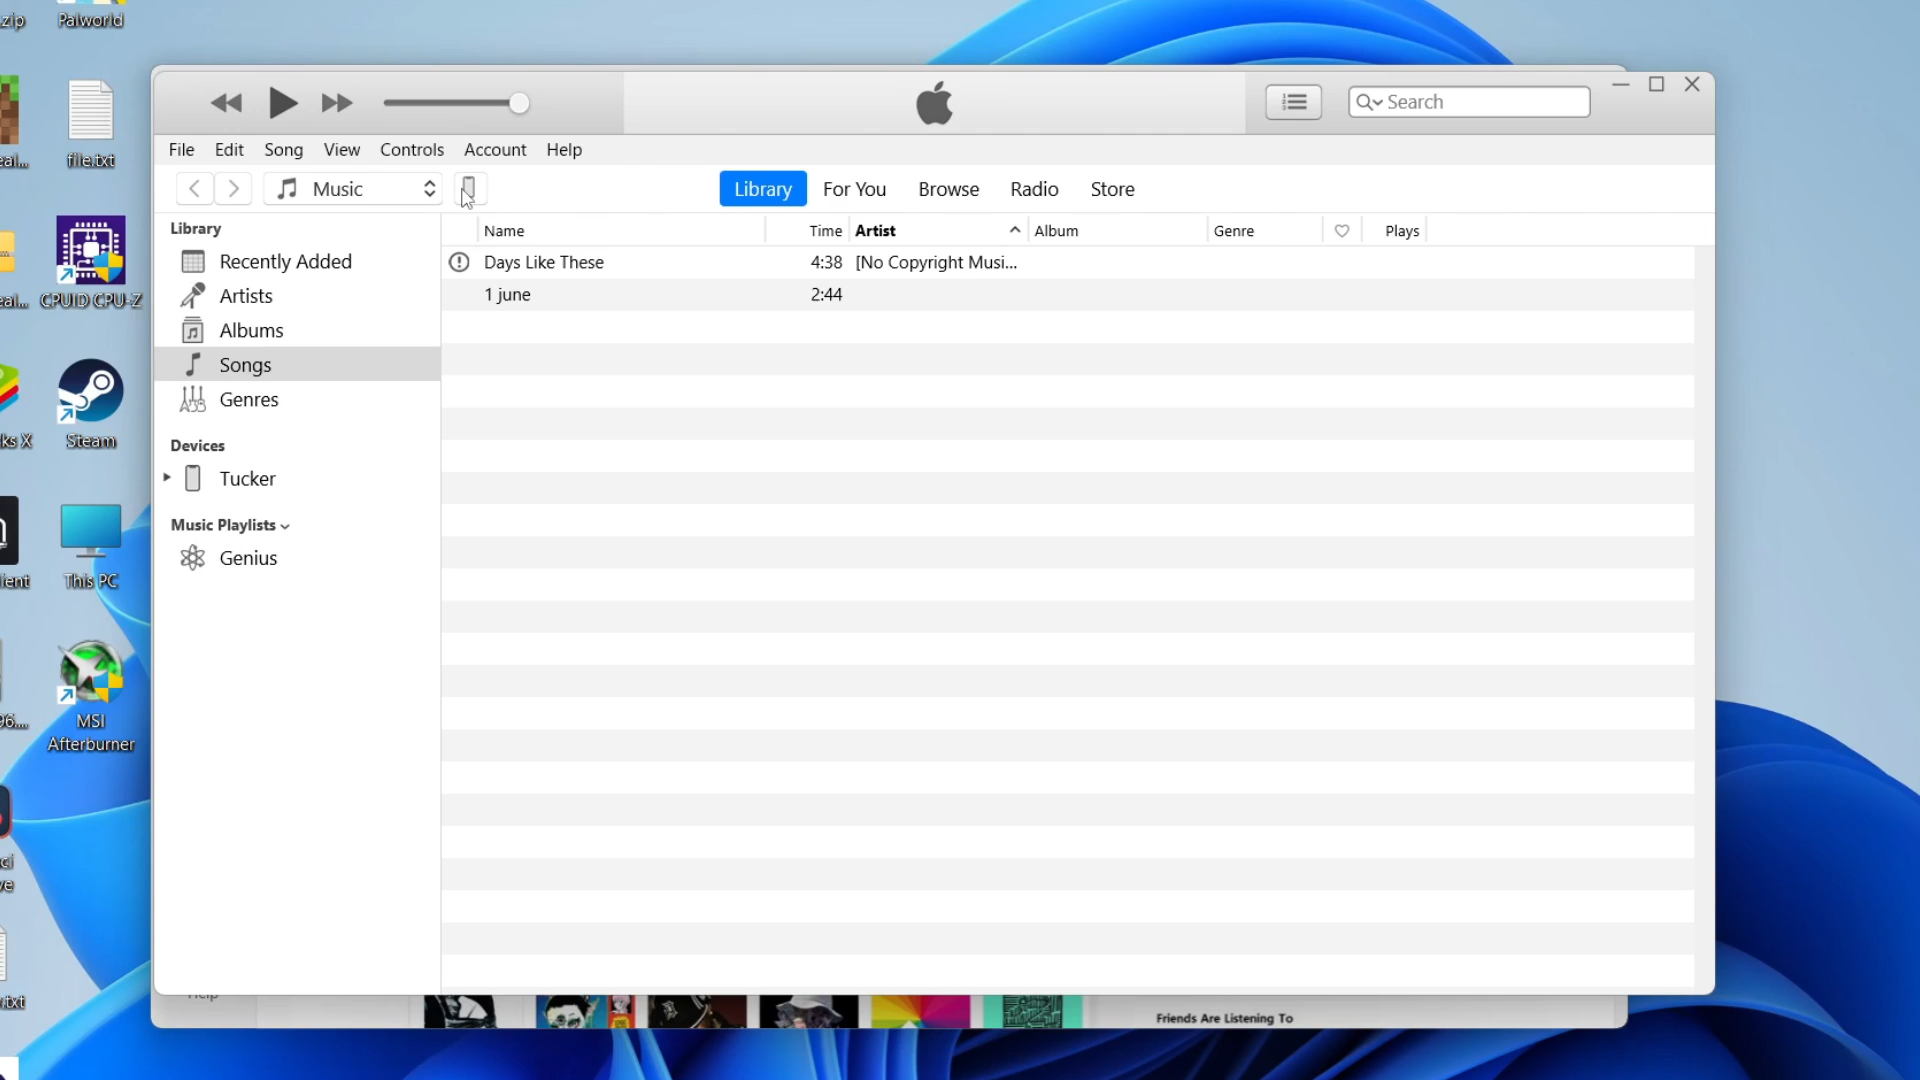 .zip
Palworld
file.txt
CPUID CPU-Z
ks X
Steam
This PC
MSI
Afterburner
Search
File Edit Song View Controls Account Help
Music
Library For You Browse Radio Store
Library
Recently Added
Artists
Albums
Songs
Genres
Devices
Tucker
Music Playlists
Genius
Name Time Artist Album Genre Plays
Days Like These 4:38 [No Copyright Musi...
1 june 2:44
Help
Friends Are Listening To